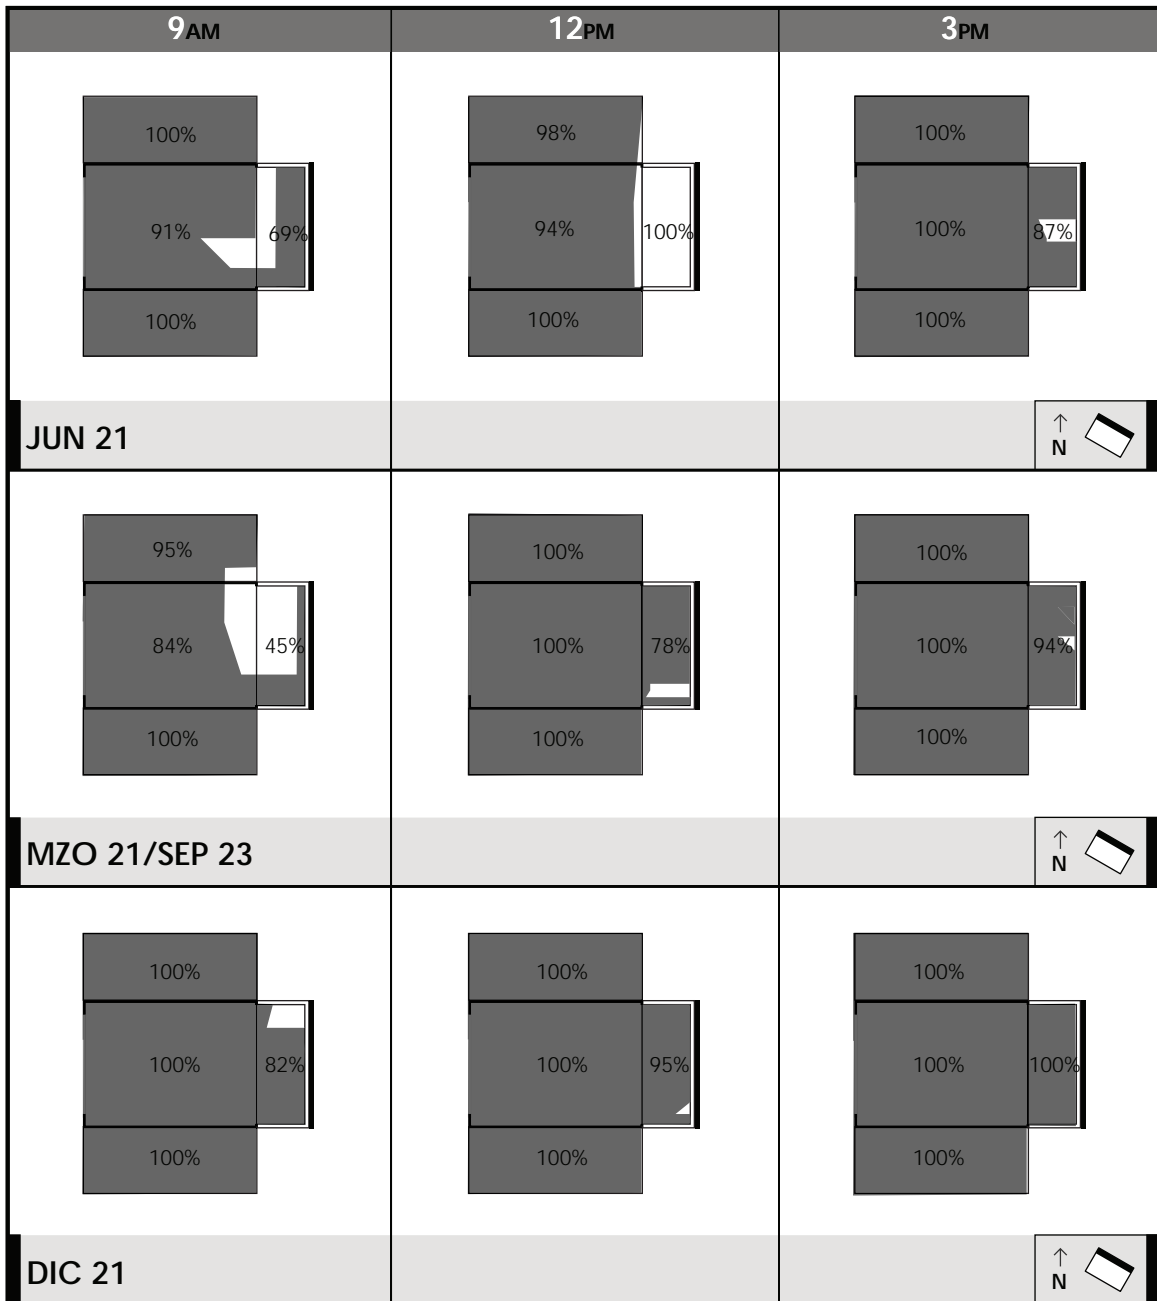 9AM 12PM 3PM
100% 98% 100%
91% 69% 94% 100% 100% 87%
100% 100% 100%
JUN 21 ↑
N
95% 100% 100%
84% 45% 100% 78% 100% 94%
100% 100% 100%
MZO 21/SEP 23 ↑
N
100% 100% 100%
100% 82% 100% 95% 100% 100%
100% 100% 100%
DIC 21 ↑
N